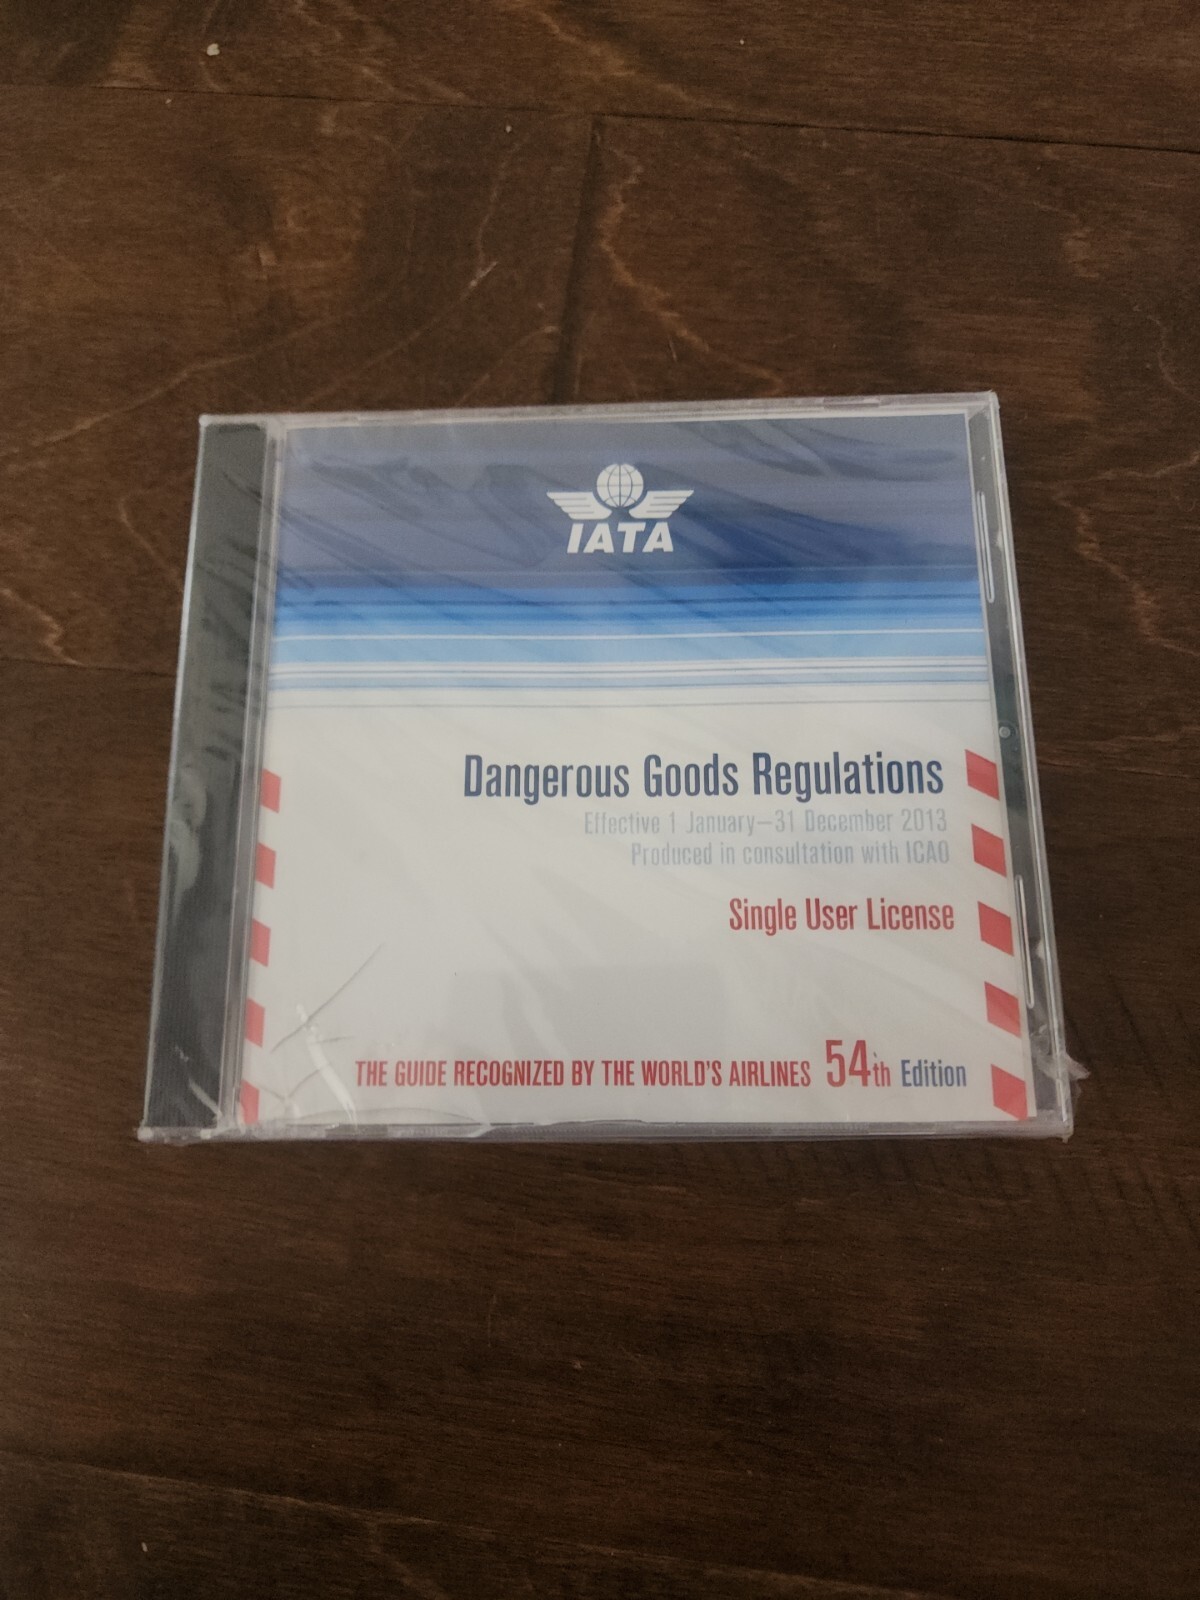 IATA
Dangerous Goods Regulations
Effective 1 January–31 December 2013
Produced in consultation with ICAO
Single User License
THE GUIDE RECOGNIZED BY THE WORLD'S AIRLINES 54th Edition